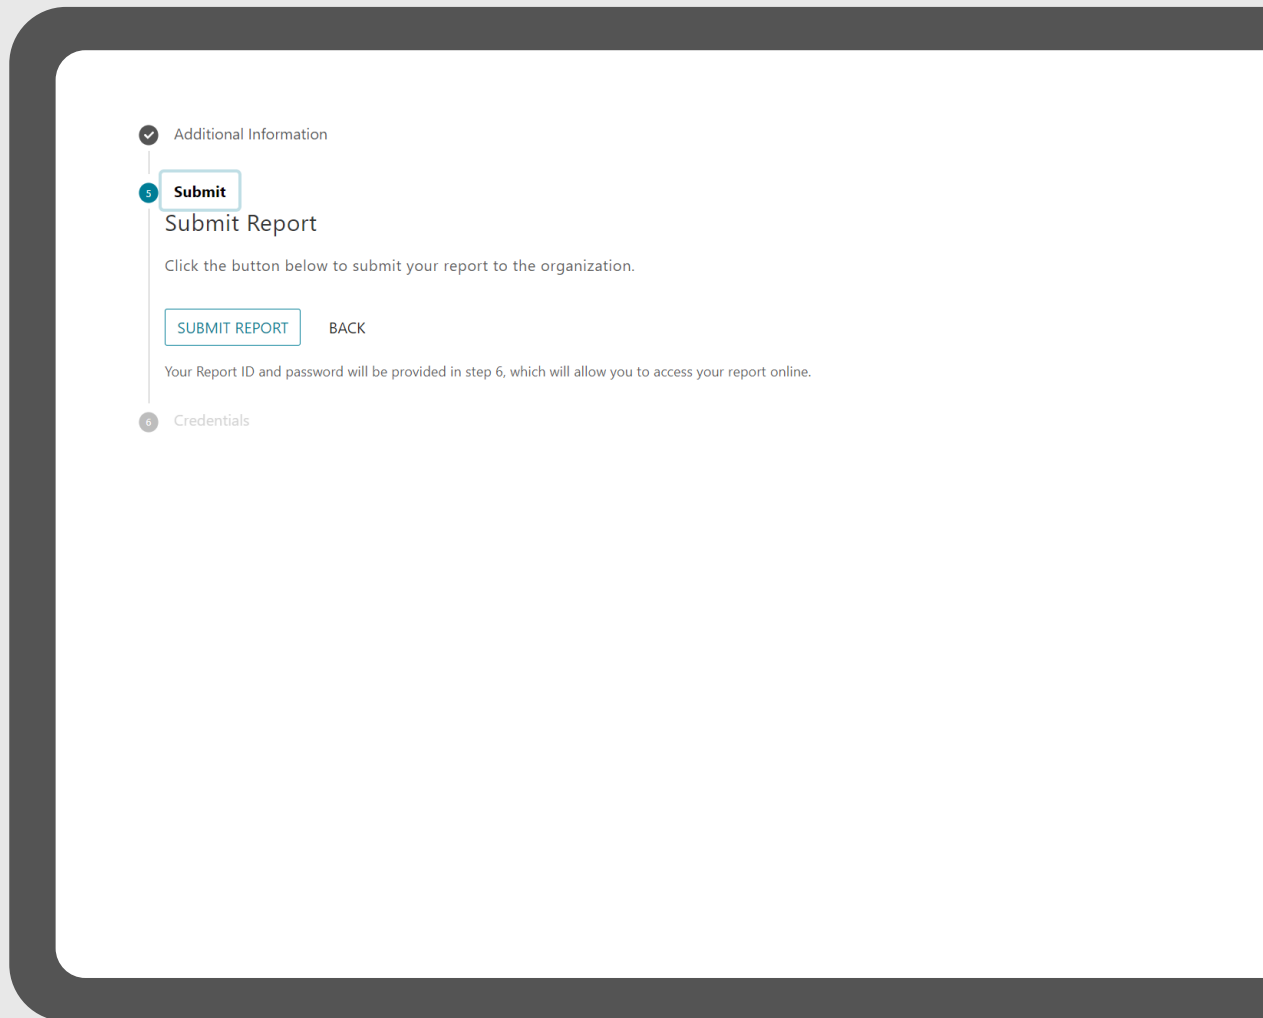 Additional Information
5 Submit
Submit Report
Click the button below to submit your report to the organization.
SUBMIT REPORT BACK
Your Report ID and password will be provided in step 6, which will allow you to access your report online.
6 Credentials